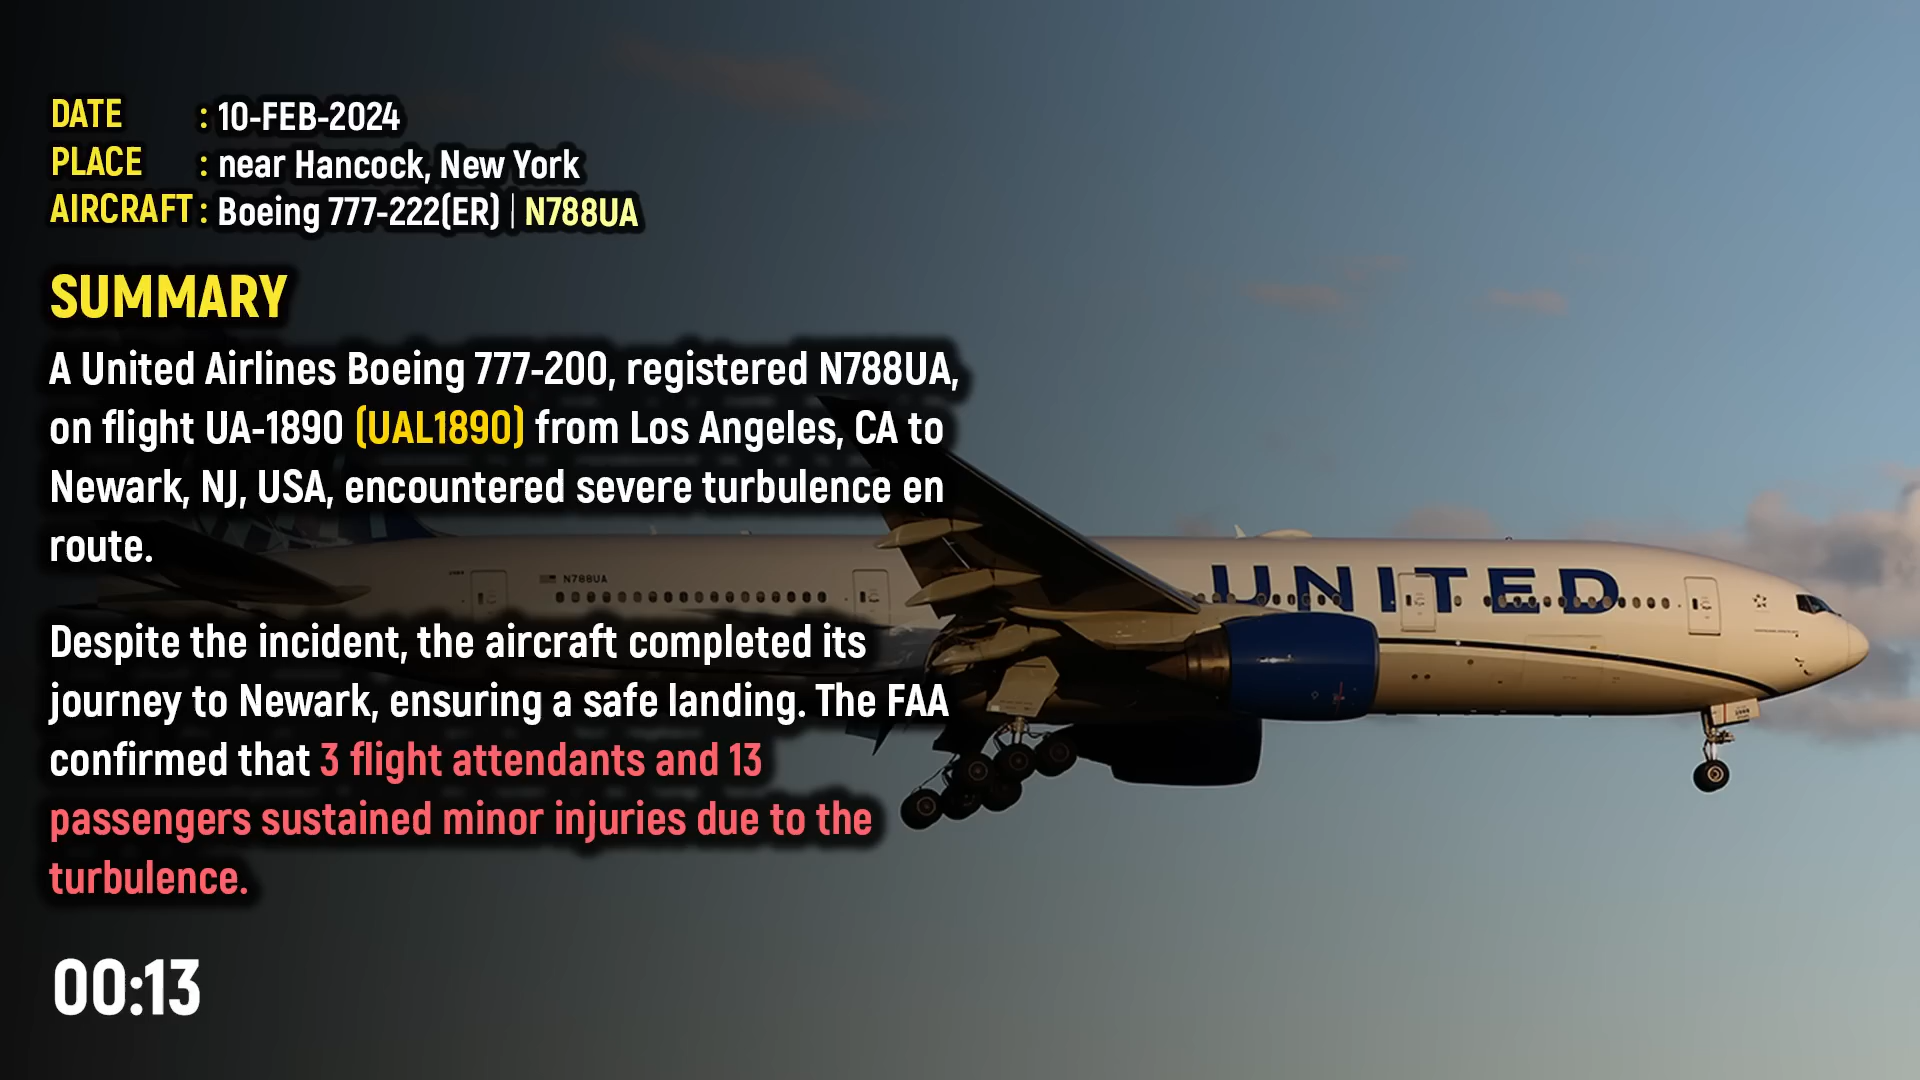 DATE : 10-FEB-2024
PLACE : near Hancock, New York
AIRCRAFT : Boeing 777-222(ER) | N788UA
SUMMARY
A United Airlines Boeing 777-200, registered N788UA,
on flight UA-1890 (UAL1890) from Los Angeles, CA to
Newark, NJ, USA, encountered severe turbulence en
route.
N788UA
UNITED
Despite the incident, the aircraft completed its
journey to Newark, ensuring a safe landing. The FAA
confirmed that 3 flight attendants and 13
passengers sustained minor injuries due to the
turbulence.
00:13